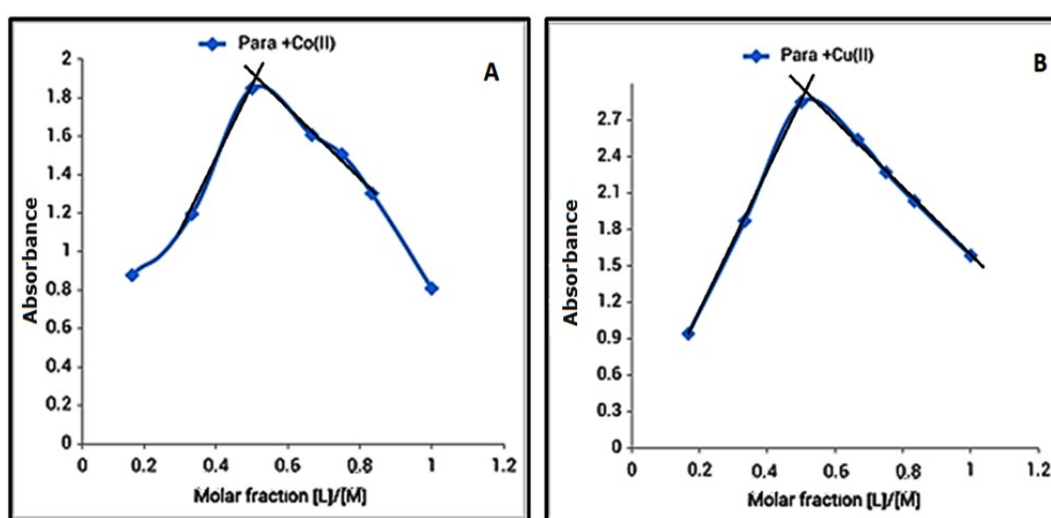 Para +Co(II)
A
2
1.8
1.6
1.4
1.2
1
0.8
0.6
0.4
0.2
0
Absorbance
0 0.2 0.4 0.6 0.8 1 1.2
Molar fraction [L]/[M]
Para +Cu(II)
B
2.7
2.4
2.1
1.8
1.5
1.2
0.9
0.6
0.3
0
Absorbance
0 0.2 0.4 0.6 0.8 1 1.2
Molar fraction [L]/[M]